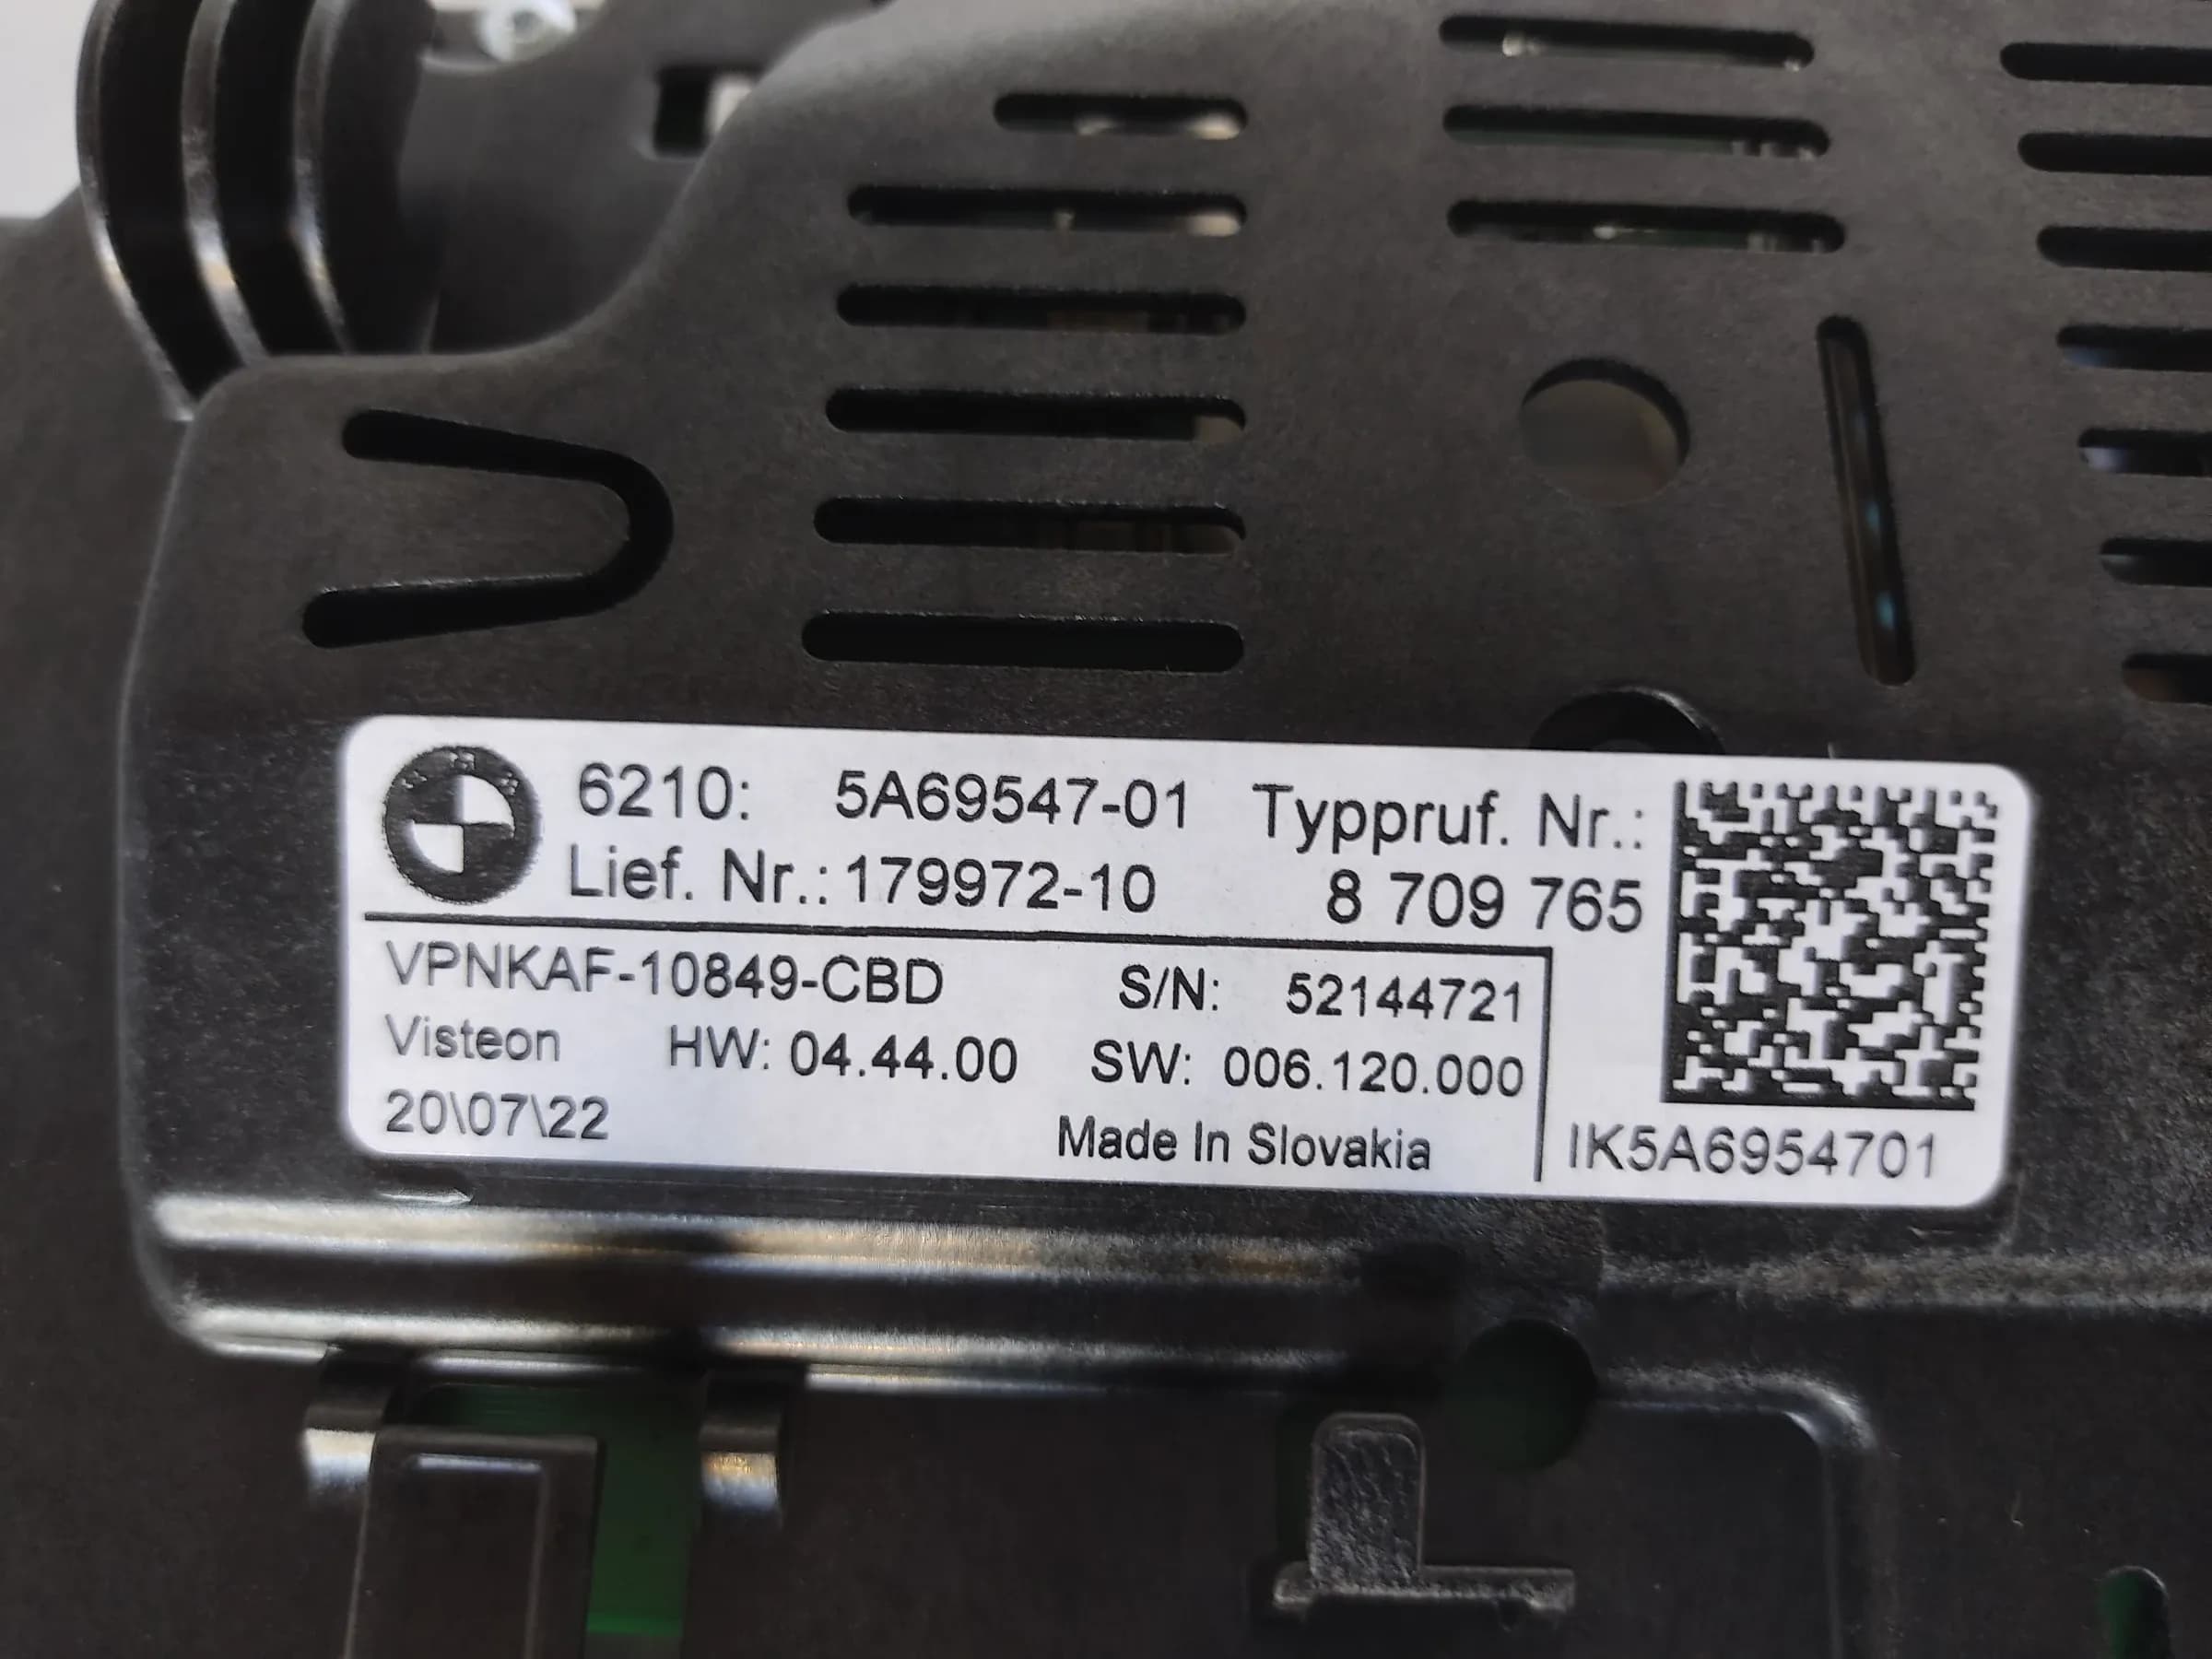 6210: 5A69547-01 Typpruf. Nr.:
Lief. Nr.: 179972-10 8 709 765
VPNKAF-10849-CBD S/N: 52144721
Visteon HW: 04.44.00 SW: 006.120.000
20\07\22 Made In Slovakia IK5A6954701